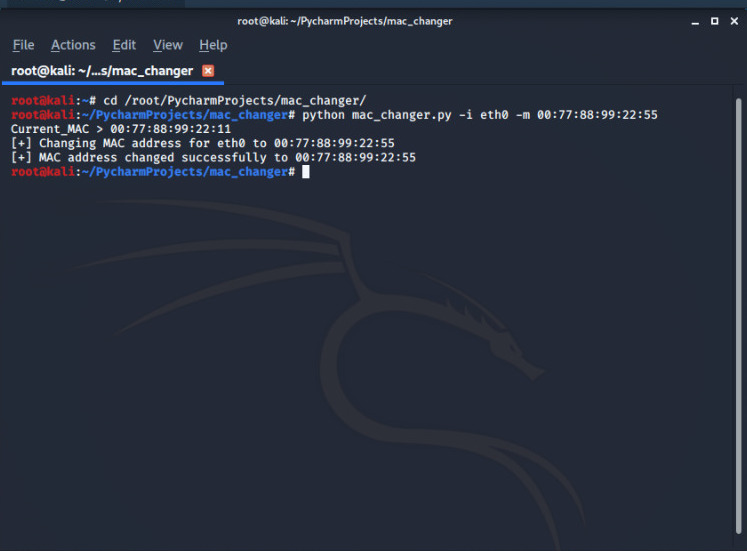 root@kali: ~/PycharmProjects/mac_changer
File Actions Edit View Help
root@kali: ~/...s/mac_changer
root@kali:~# cd /root/PycharmProjects/mac_changer/
root@kali:~/PycharmProjects/mac_changer# python mac_changer.py -i eth0 -m 00:77:88:99:22:55
Current_MAC > 00:77:88:99:22:11
[+] Changing MAC address for eth0 to 00:77:88:99:22:55
[+] MAC address changed successfully to 00:77:88:99:22:55
root@kali:~/PycharmProjects/mac_changer#